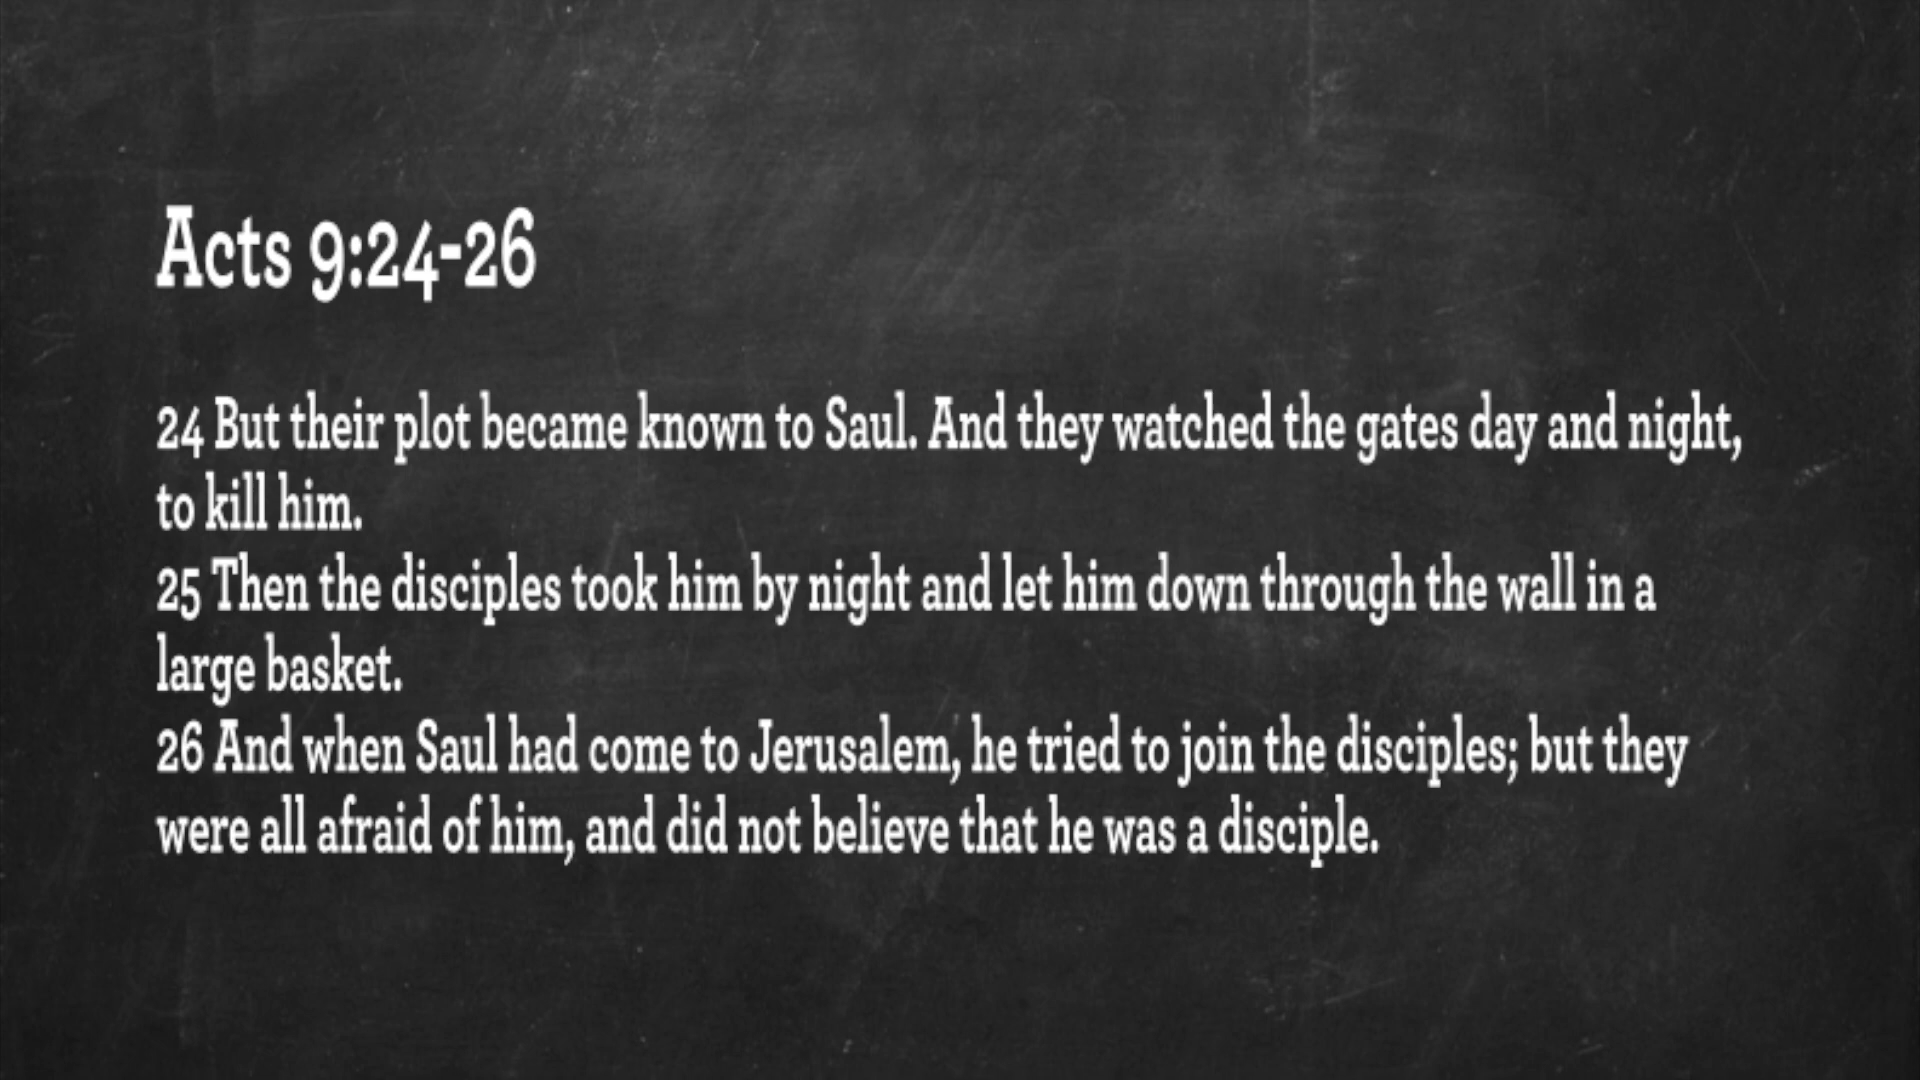 Acts 9:24-26
24 But their plot became known to Saul. And they watched the gates day and night,
to kill him.
25 Then the disciples took him by night and let him down through the wall in a
large basket.
26 And when Saul had come to Jerusalem, he tried to join the disciples; but they
were all afraid of him, and did not believe that he was a disciple.